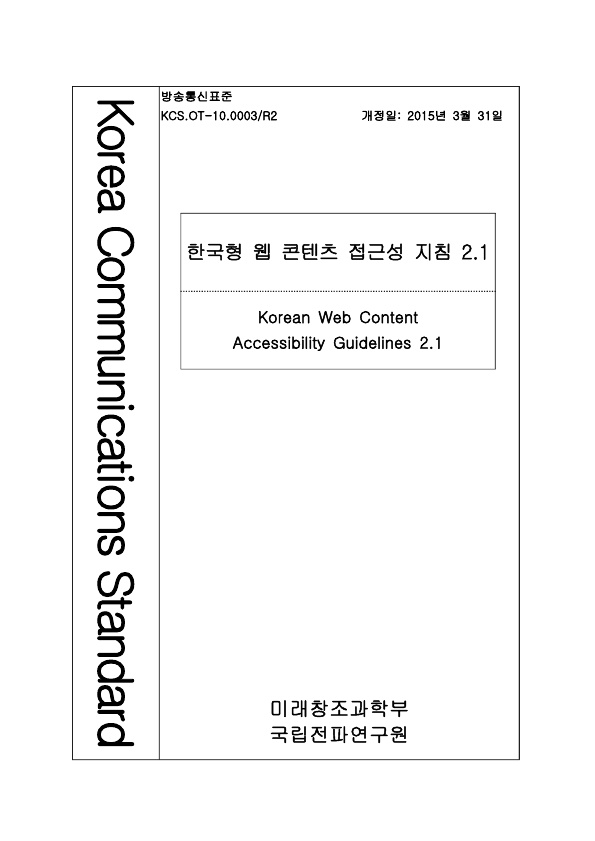 Korea Communications Standard
방송통신표준
KCS.OT-10.0003/R2 개정일: 2015년 3월 31일
한국형 웹 콘텐츠 접근성 지침 2.1
Korean Web Content
Accessibility Guidelines 2.1
미래창조과학부
국립전파연구원